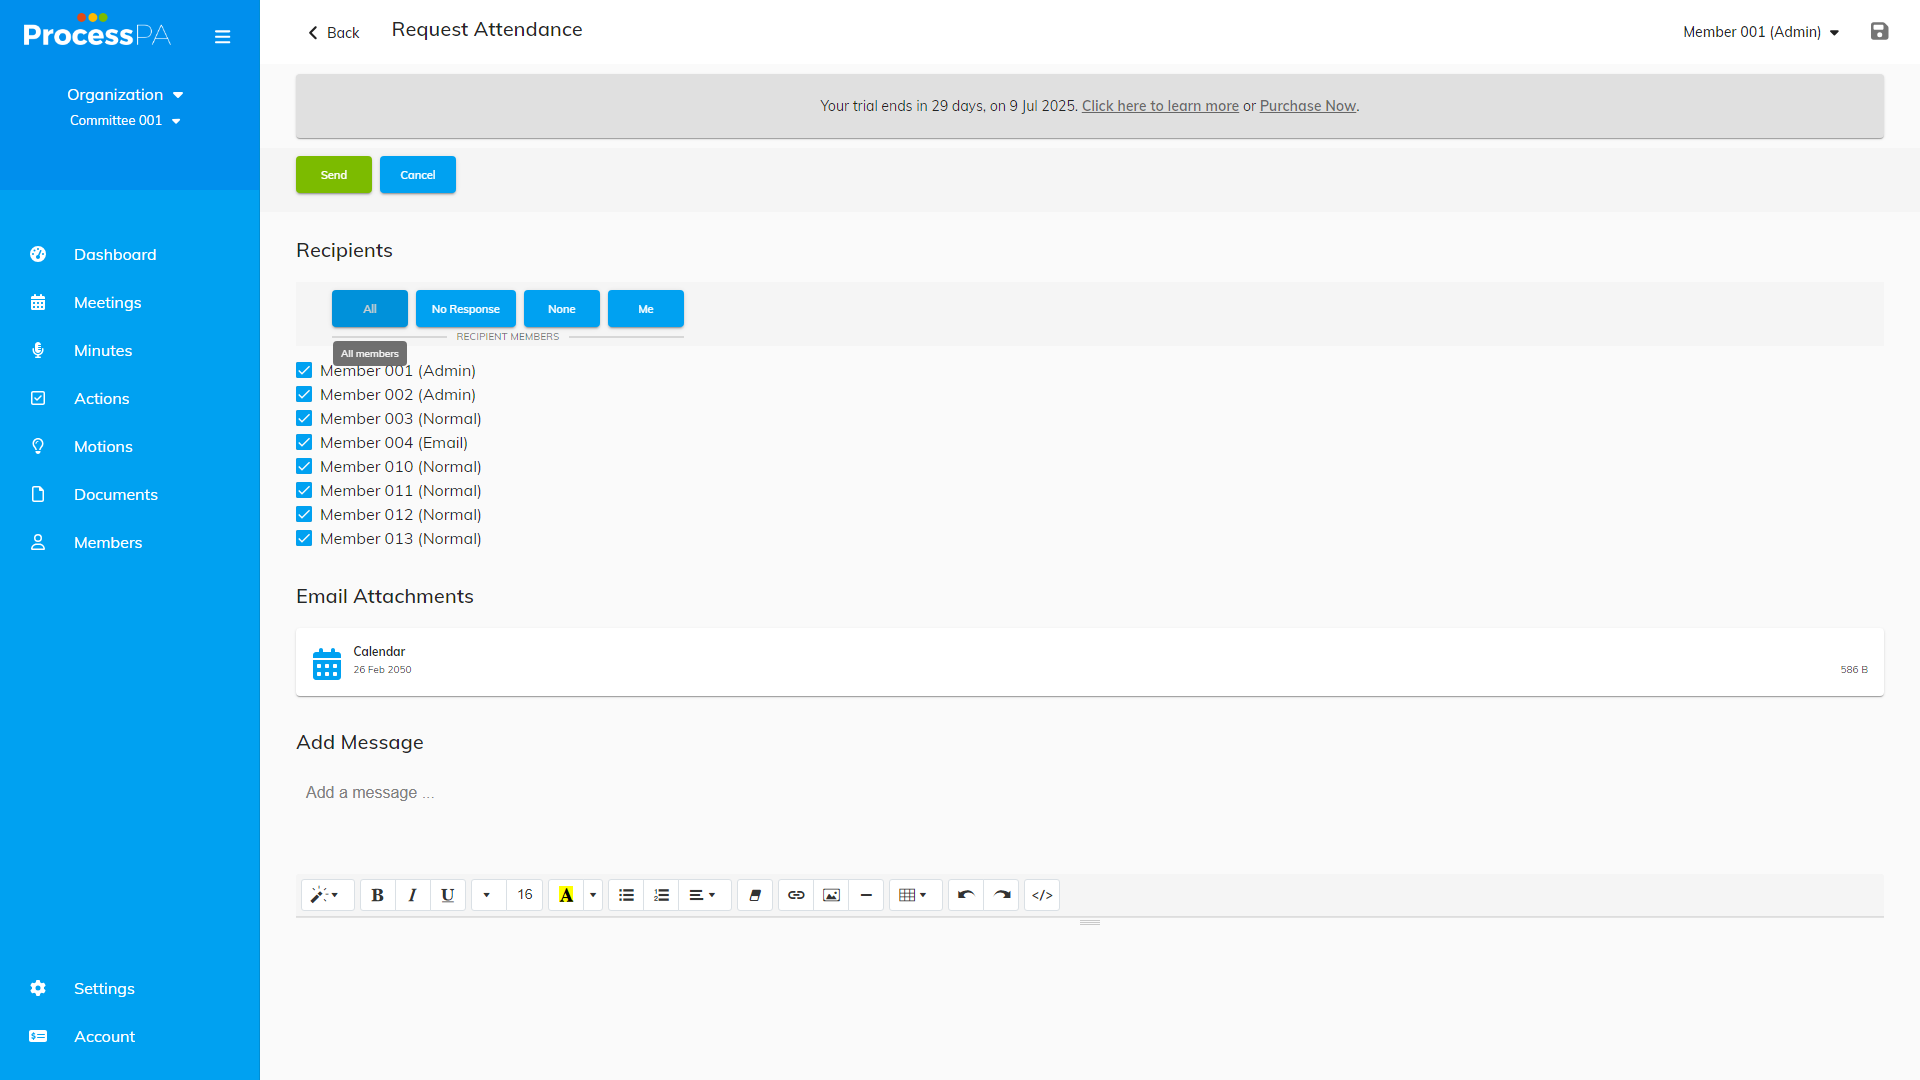 ProcessPA
Organization
Committee 001
Dashboard
Meetings
Minutes
Actions
Motions
Documents
Members
Settings
Account
Back
Request Attendance
Member 001 (Admin)
Your trial ends in 29 days, on 9 Jul 2025. Click here to learn more or Purchase Now.
Send
Cancel
Recipients
All
No Response
None
Me
RECIPIENT MEMBERS
All members
Member 001 (Admin)
Member 002 (Admin)
Member 003 (Normal)
Member 004 (Email)
Member 010 (Normal)
Member 011 (Normal)
Member 012 (Normal)
Member 013 (Normal)
Email Attachments
Calendar
26 Feb 2050
586 B
Add Message
Add a message ...
B I U 16 A </>